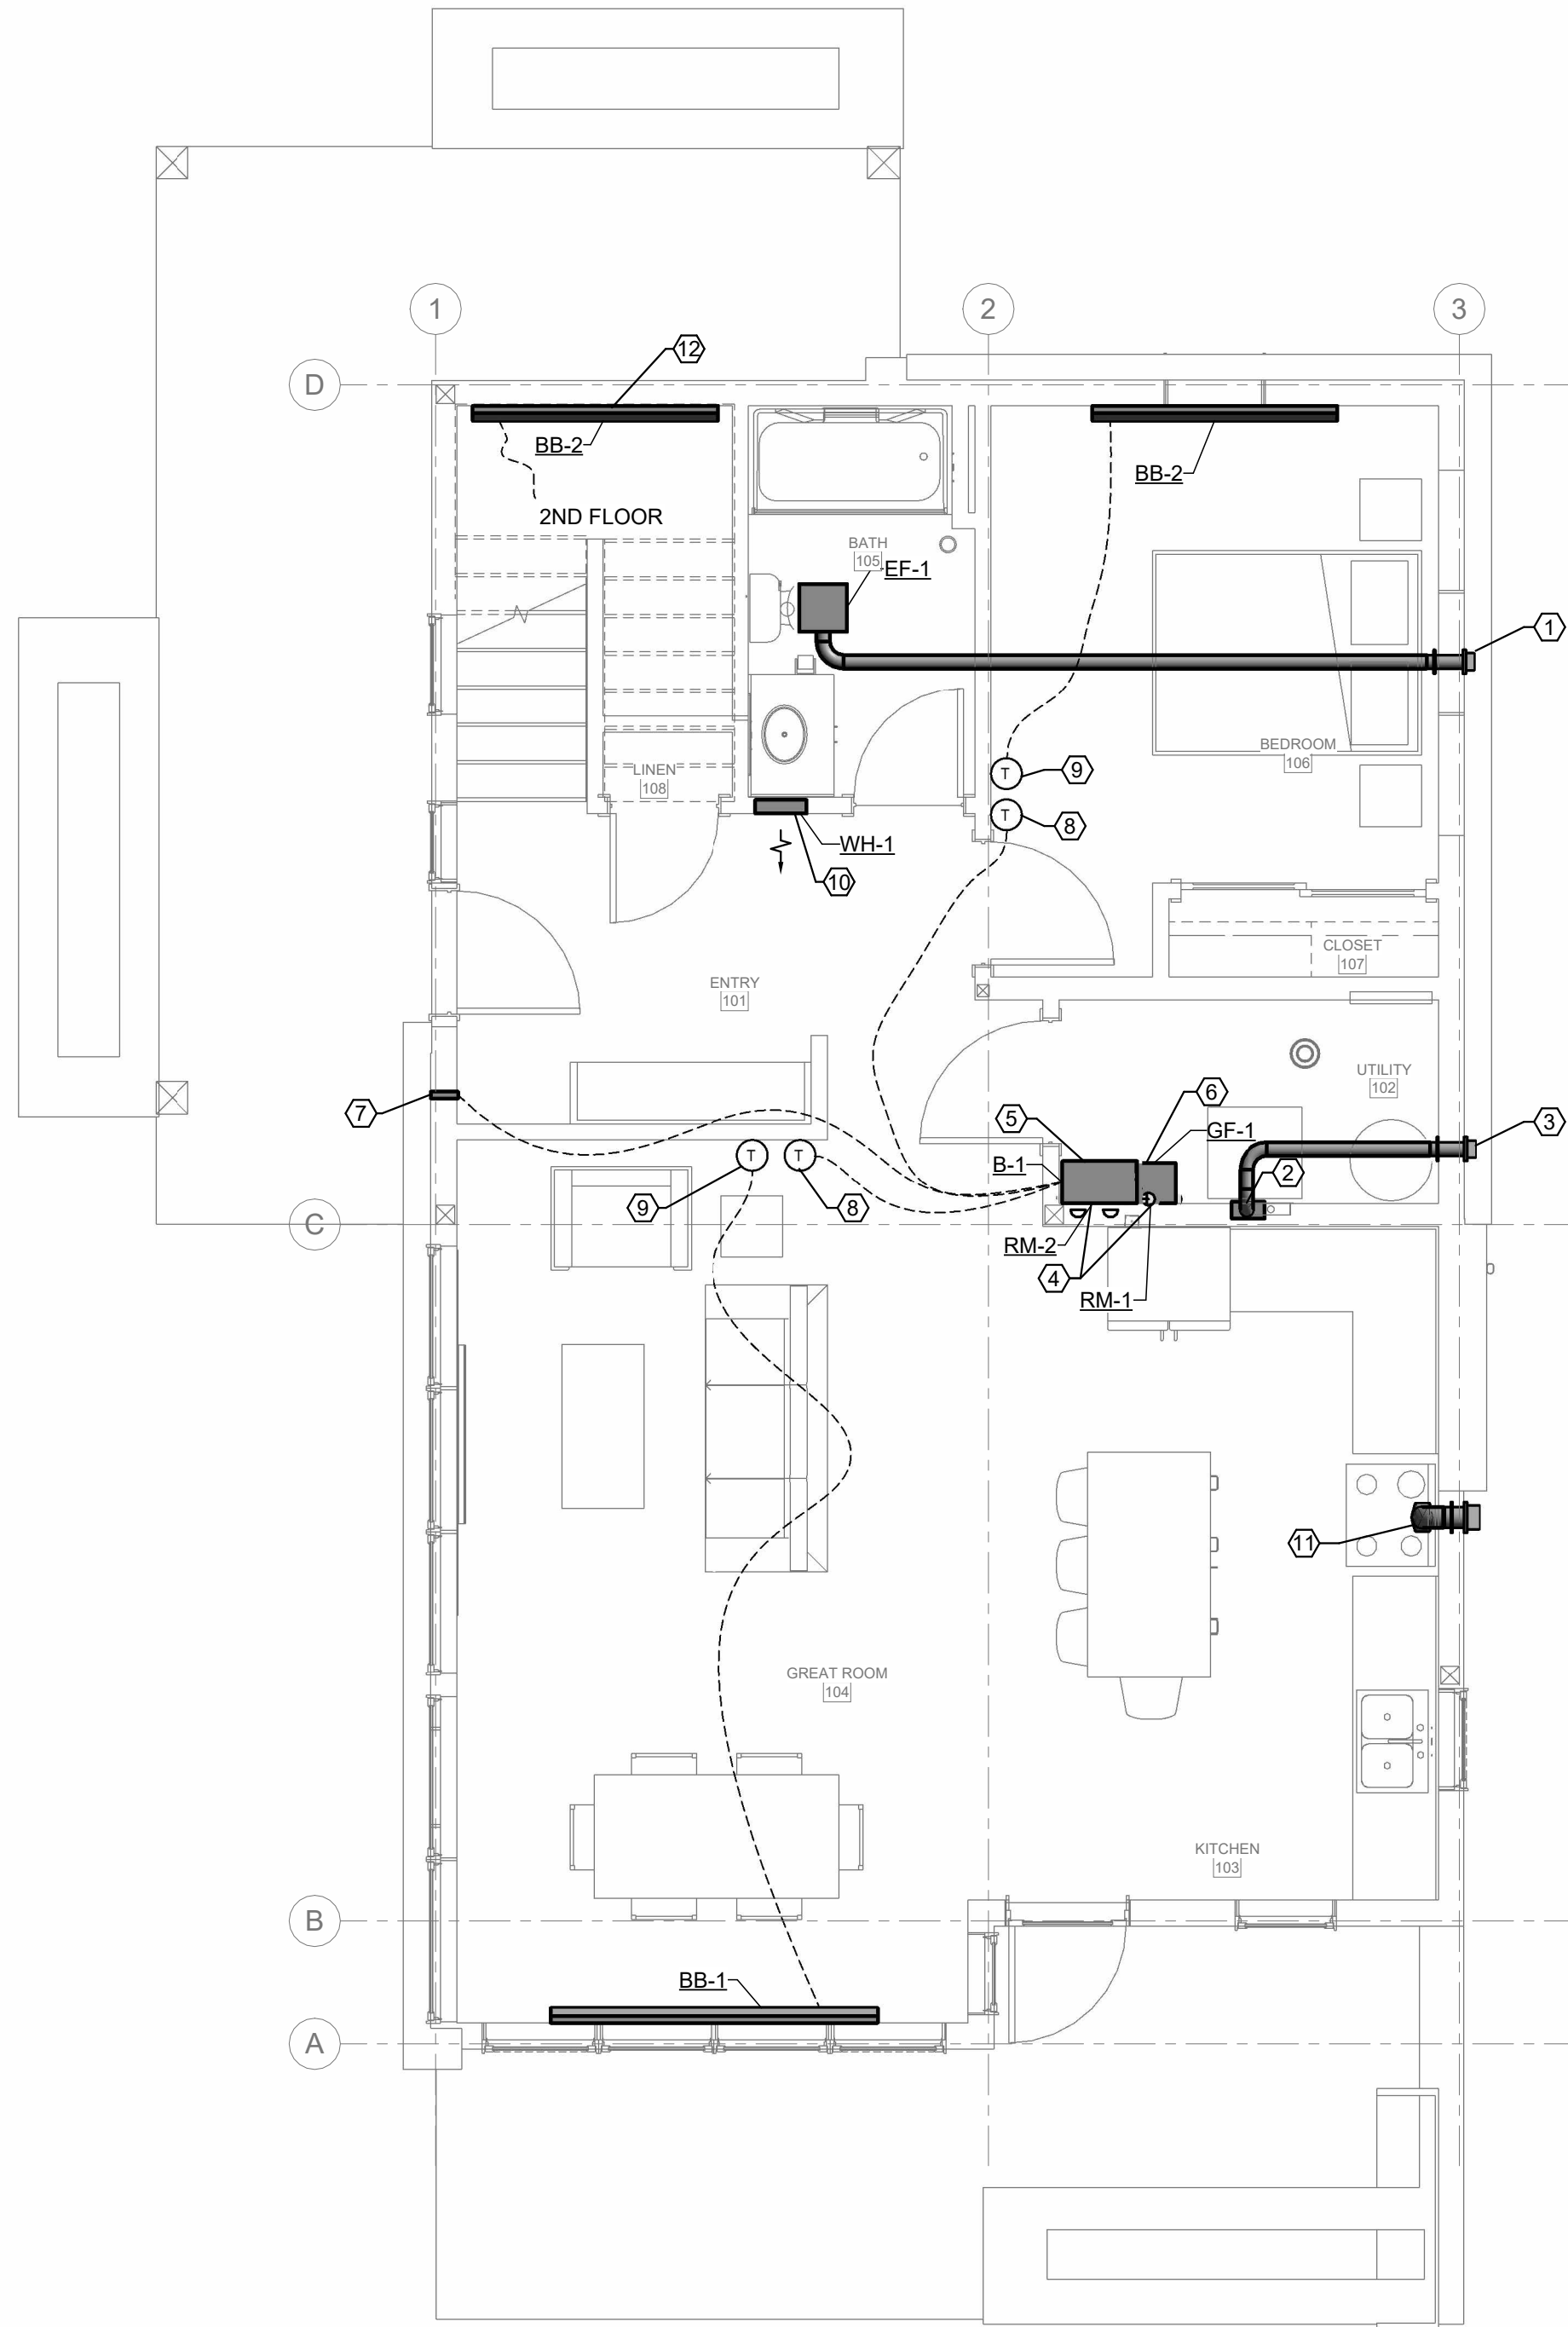 1
2
3
D
12
BB-2
BB-2
2ND FLOOR
BATH
105
EF-1
1
BEDROOM
106
LINEN
108
T
9
T
8
WH-1
10
CLOSET
107
ENTRY
101
UTILITY
102
7
5
6
GF-1
3
B-1
2
T
T
9
8
C
RM-2
4
RM-1
11
GREAT ROOM
104
KITCHEN
103
B
BB-1
A